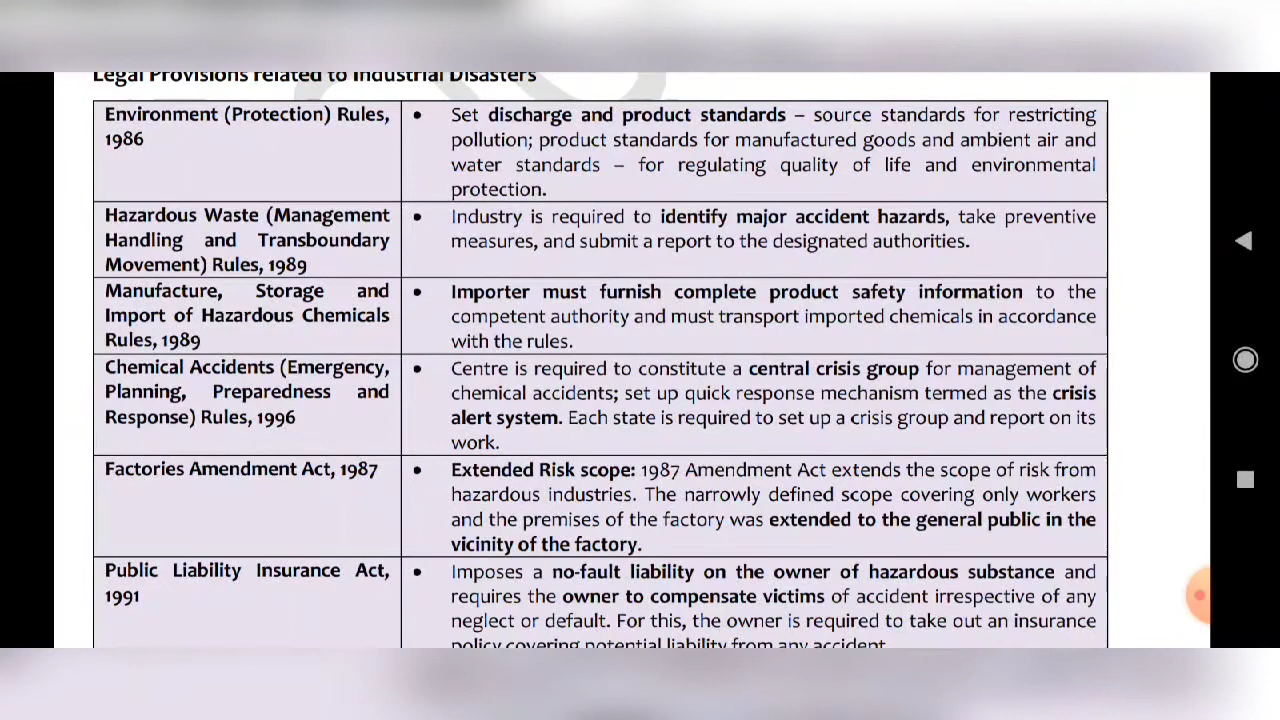 Legal Provisions related to Industrial Disasters
Environment (Protection) Rules,
1986
• Set discharge and product standards – source standards for restricting
pollution; product standards for manufactured goods and ambient air and
water standards – for regulating quality of life and environmental
protection.
Hazardous Waste (Management
Handling and Transboundary
Movement) Rules, 1989
• Industry is required to identify major accident hazards, take preventive
measures, and submit a report to the designated authorities.
Manufacture, Storage and
Import of Hazardous Chemicals
Rules, 1989
• Importer must furnish complete product safety information to the
competent authority and must transport imported chemicals in accordance
with the rules.
Chemical Accidents (Emergency,
Planning, Preparedness and
Response) Rules, 1996
• Centre is required to constitute a central crisis group for management of
chemical accidents; set up quick response mechanism termed as the crisis
alert system. Each state is required to set up a crisis group and report on its
work.
Factories Amendment Act, 1987
• Extended Risk scope: 1987 Amendment Act extends the scope of risk from
hazardous industries. The narrowly defined scope covering only workers
and the premises of the factory was extended to the general public in the
vicinity of the factory.
Public Liability Insurance Act,
1991
• Imposes a no-fault liability on the owner of hazardous substance and
requires the owner to compensate victims of accident irrespective of any
neglect or default. For this, the owner is required to take out an insurance
policy covering potential liability from any accident.